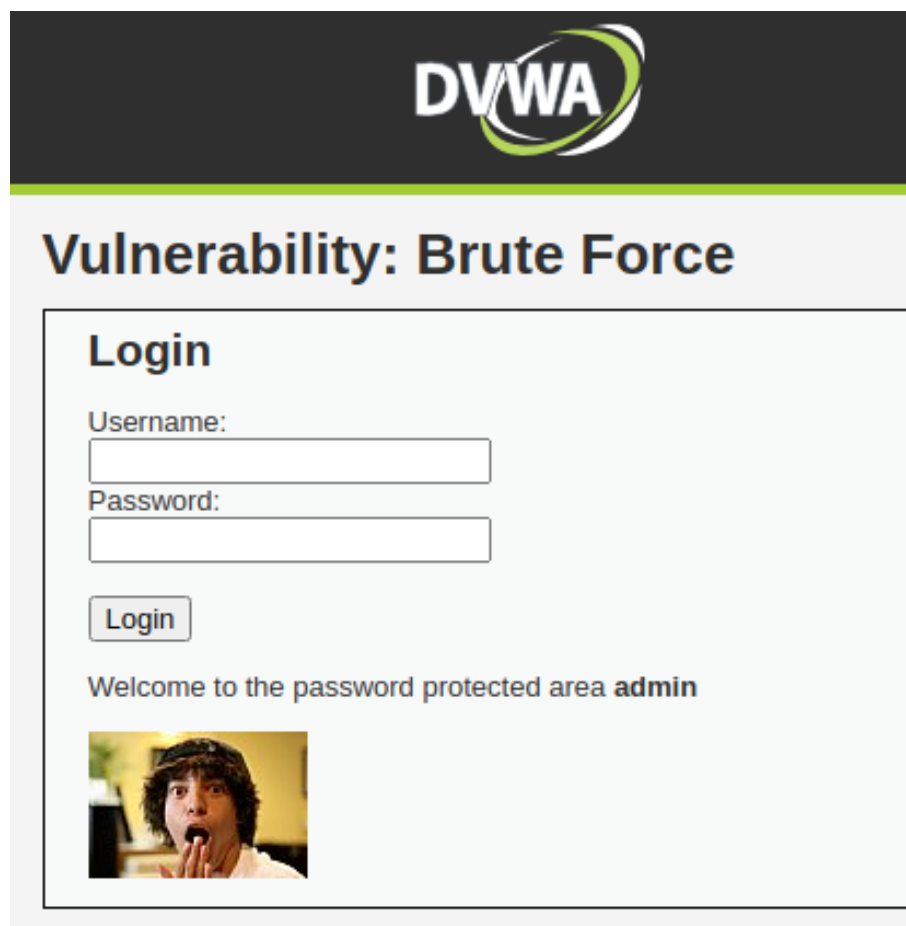 DVWA
Vulnerability: Brute Force
Login
Username:
Password:
Login
Welcome to the password protected area admin